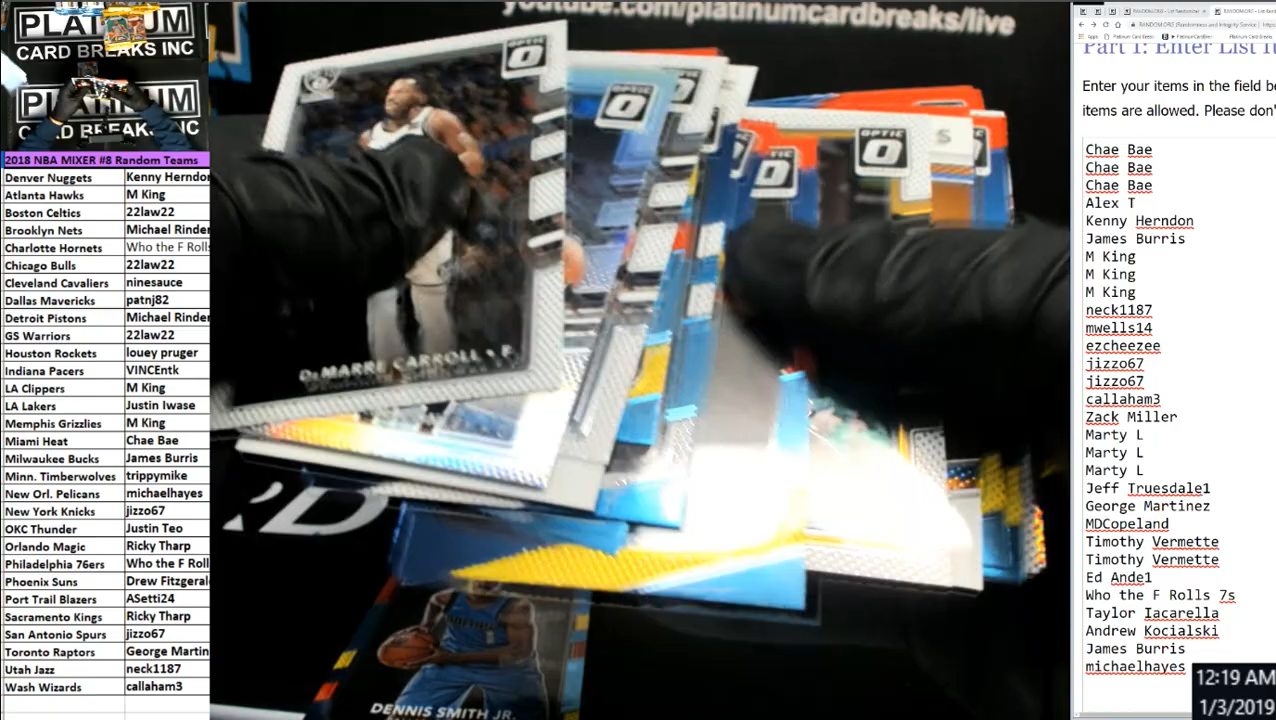 PLATINUM
CARD BREAKS INC
PLATINUM
CARD BREAKS INC
youtube.com/platinumcardbreaks/live
2018 NBA MIXER #8 Random Teams
Denver Nuggets Kenny Herndon
Atlanta Hawks M King
Boston Celtics 22law22
Brooklyn Nets Michael Rinder
Charlotte Hornets Who the F Rolls
Chicago Bulls 22law22
Cleveland Cavaliers ninesauce
Dallas Mavericks patnj82
Detroit Pistons Michael Rinder
GS Warriors 22law22
Houston Rockets louey pruger
Indiana Pacers VINCEntk
LA Clippers M King
LA Lakers Justin Iwase
Memphis Grizzlies M King
Miami Heat Chae Bae
Milwaukee Bucks James Burris
Minn. Timberwolves trippymike
New Orl. Pelicans michaelhayes
New York Knicks jizzo67
OKC Thunder Justin Teo
Orlando Magic Ricky Tharp
Philadelphia 76ers Who the F Roll
Phoenix Suns Drew Fitzgeral
Port Trail Blazers ASetti24
Sacramento Kings Ricky Tharp
San Antonio Spurs jizzo67
Toronto Raptors George Martin
Utah Jazz neck1187
Wash Wizards callaham3
OPTIC
OPTIC
OPTIC
DeMARRE CARROLL • F
DENNIS SMITH JR.
Part 1: Enter List It
Enter your items in the field be
items are allowed. Please don'
Chae Bae
Chae Bae
Chae Bae
Alex T
Kenny Herndon
James Burris
M King
M King
M King
neck1187
mwells14
ezcheezee
jizzo67
jizzo67
callaham3
Zack Miller
Marty L
Marty L
Marty L
Jeff Truesdale1
George Martinez
MDCopeland
Timothy Vermette
Timothy Vermette
Ed Ande1
Who the F Rolls 7s
Taylor Iacarella
Andrew Kocialski
James Burris
michaelhayes
12:19 AM
1/3/2019